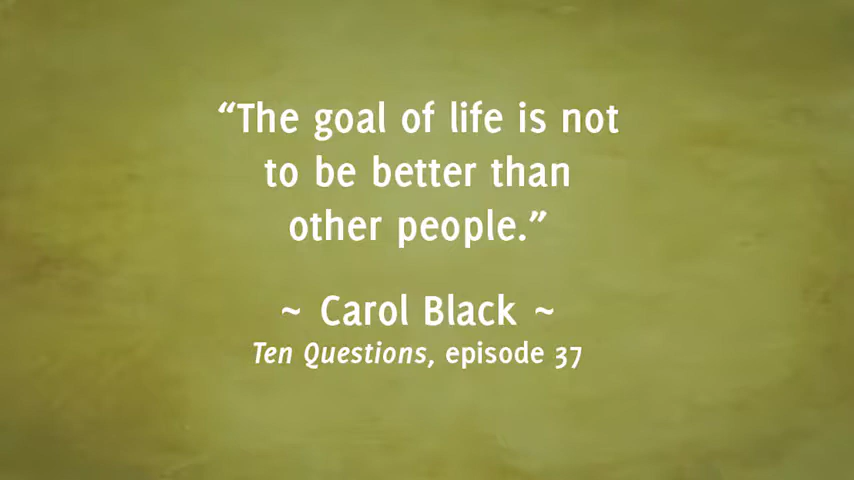 “The goal of life is not
to be better than
other people.”
~ Carol Black ~
Ten Questions, episode 37